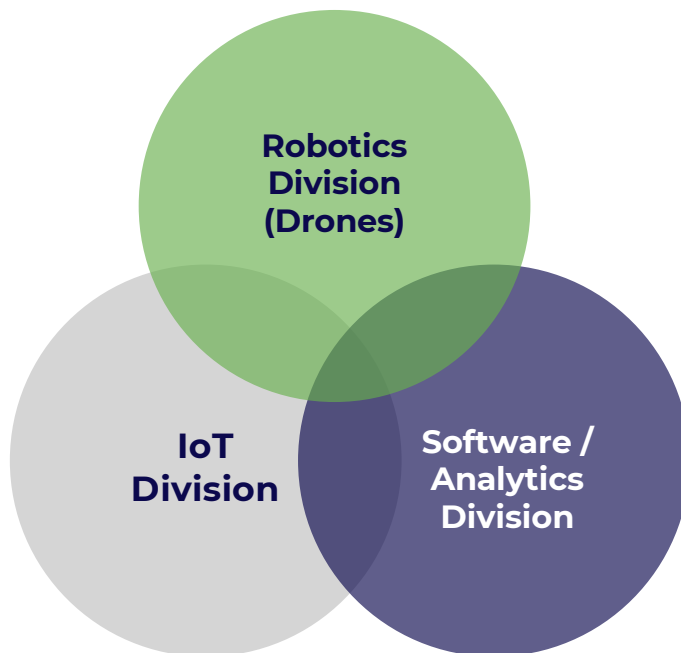 Robotics
Division
(Drones)
IoT
Division
Software /
Analytics
Division